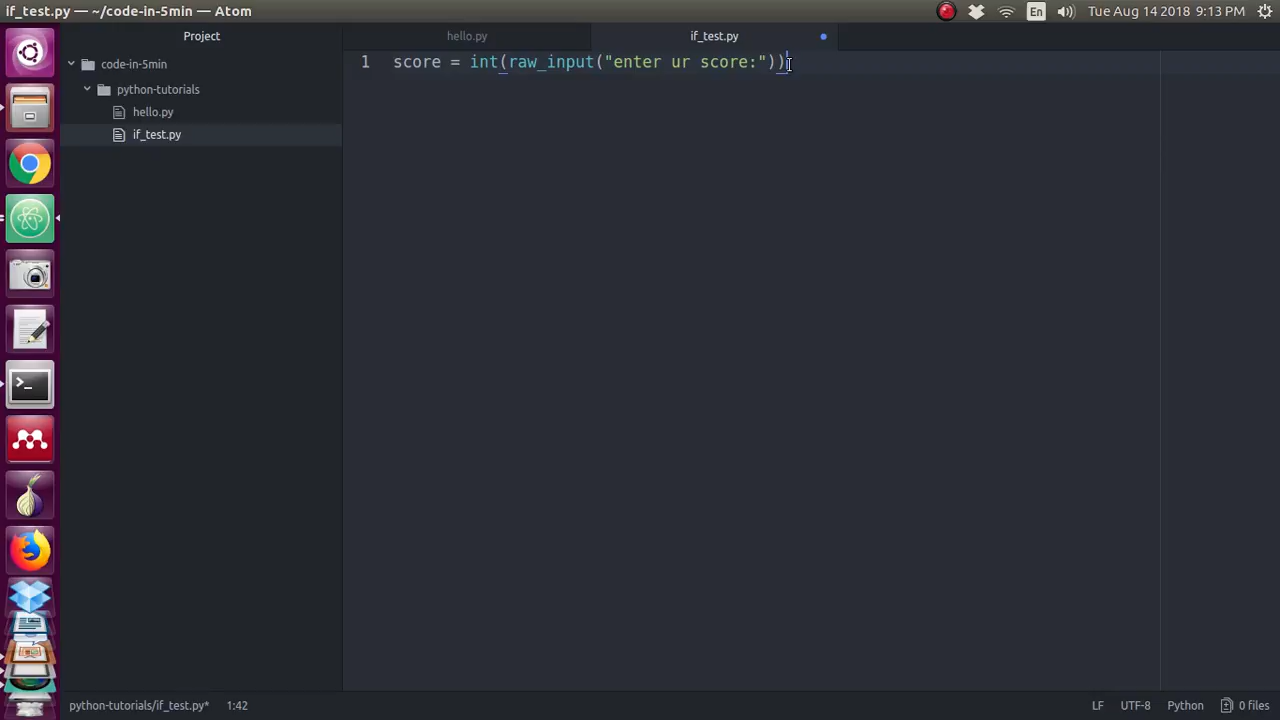 if_test.py — ~/code-in-5min — Atom
En
Tue Aug 14 2018 9:13 PM
Project
hello.py
if_test.py
code-in-5min
python-tutorials
hello.py
if_test.py
1 score = int(raw_input("enter ur score:"))
python-tutorials/if_test.py* 1:42
LF UTF-8 Python 0 files